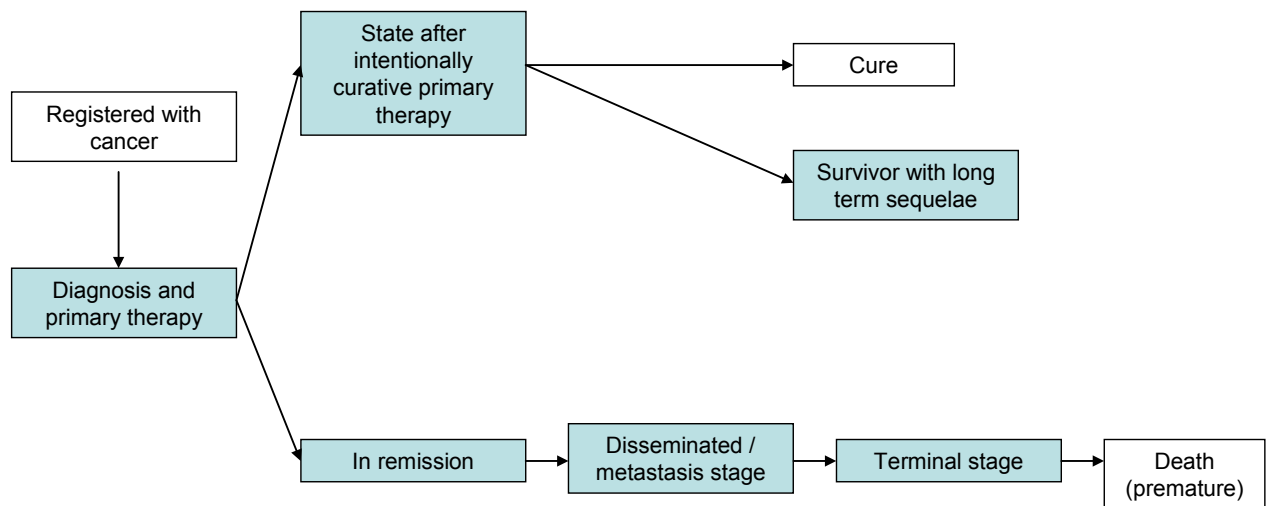 Registered with
cancer
Diagnosis and
primary therapy
State after
intentionally
curative primary
therapy
Cure
Survivor with long
term sequelae
In remission
Disseminated /
metastasis stage
Terminal stage
Death
(premature)